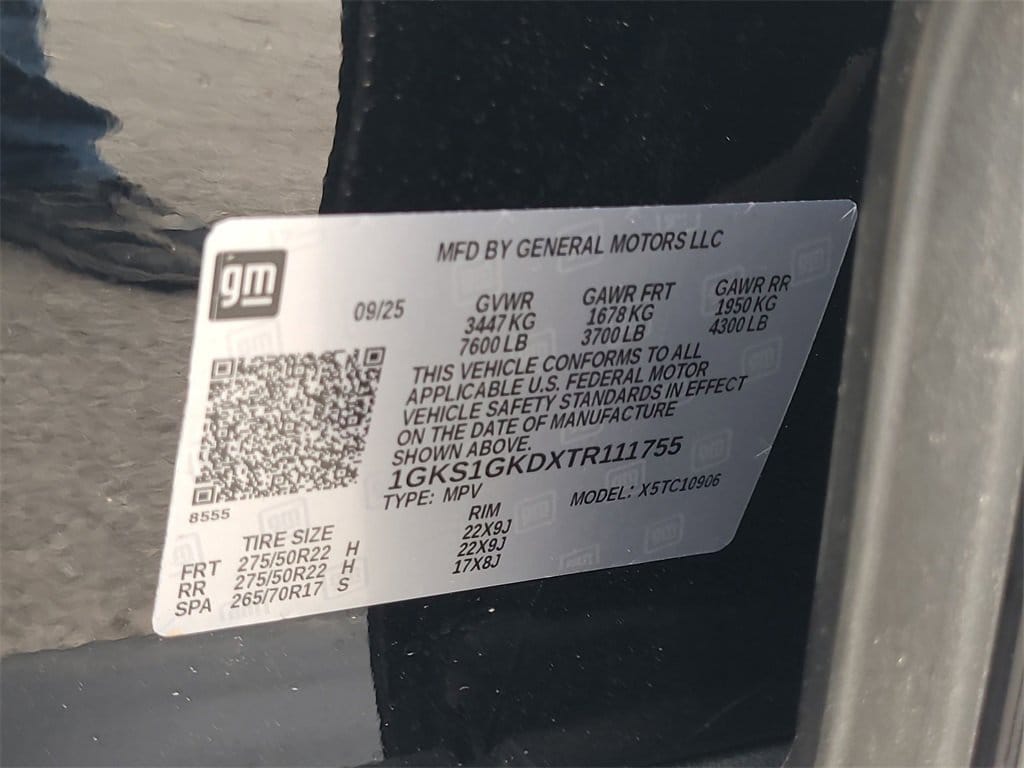 MFD BY GENERAL MOTORS LLC
gm
09/25
GVWR GAWR FRT GAWR RR
3447 KG 1678 KG 1950 KG
7600 LB 3700 LB 4300 LB
THIS VEHICLE CONFORMS TO ALL
APPLICABLE U.S. FEDERAL MOTOR
VEHICLE SAFETY STANDARDS IN EFFECT
ON THE DATE OF MANUFACTURE
SHOWN ABOVE.
1GKS1GKDXTR111755
TYPE: MPV MODEL: X5TC10906
8555
TIRE SIZE RIM
FRT 275/50R22 H 22X9J
RR 275/50R22 H 22X9J
SPA 265/70R17 S 17X8J